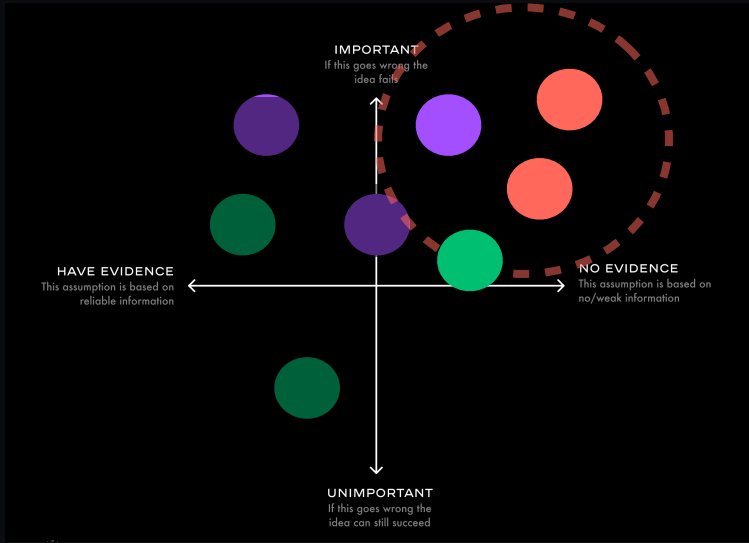 IMPORTANT
If this goes wrong the
idea fails
HAVE EVIDENCE
This assumption is based on
reliable information
NO EVIDENCE
This assumption is based on
no/weak information
UNIMPORTANT
If this goes wrong the
idea can still succeed